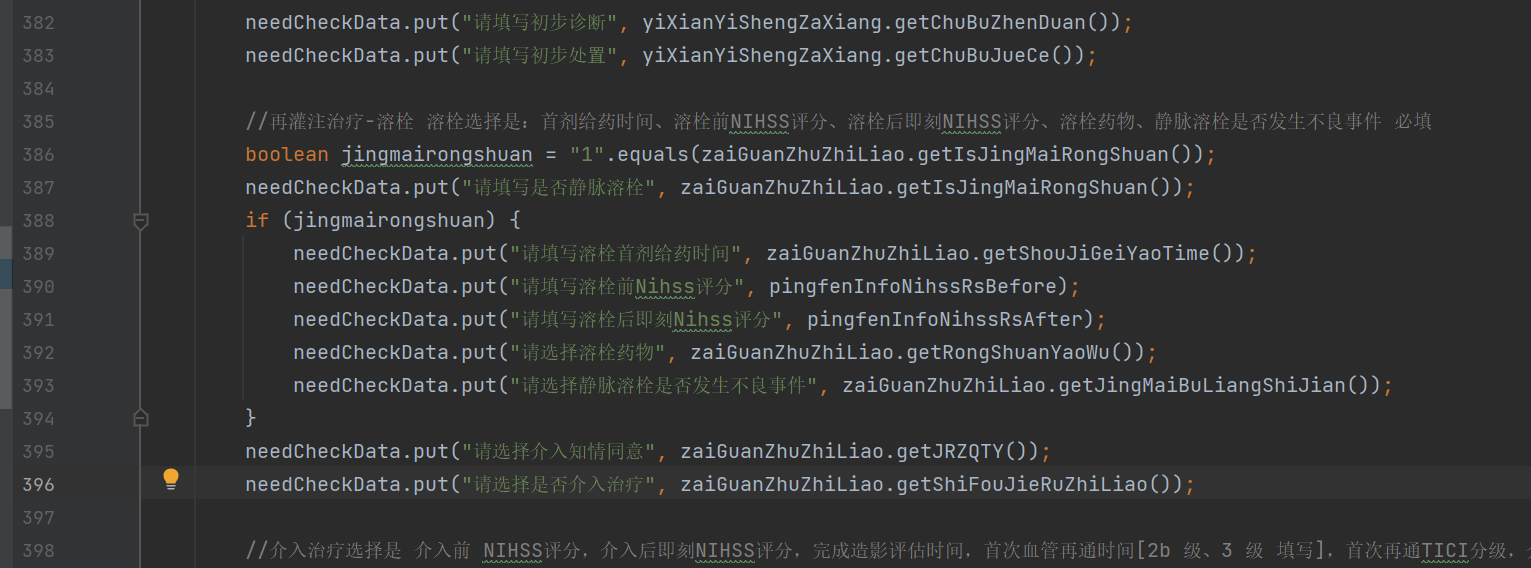 382 needCheckData.put("请填写初步诊断", yiXianYiShengZaXiang.getChuBuZhenDuan());
383 needCheckData.put("请填写初步处置", yiXianYiShengZaXiang.getChuBuJueCe());
384
385 //再灌注治疗-溶栓 溶栓选择是：首剂给药时间、溶栓前NIHSS评分、溶栓后即刻NIHSS评分、溶栓药物、静脉溶栓是否发生不良事件 必填
386 boolean jingmairongshuan = "1".equals(zaiGuanZhuZhiLiao.getIsJingMaiRongShuan());
387 needCheckData.put("请填写是否静脉溶栓", zaiGuanZhuZhiLiao.getIsJingMaiRongShuan());
388 if (jingmairongshuan) {
389 needCheckData.put("请填写溶栓首剂给药时间", zaiGuanZhuZhiLiao.getShouJiGeiYaoTime());
390 needCheckData.put("请填写溶栓前Nihss评分", pingfenInfoNihssRsBefore);
391 needCheckData.put("请填写溶栓后即刻Nihss评分", pingfenInfoNihssRsAfter);
392 needCheckData.put("请选择溶栓药物", zaiGuanZhuZhiLiao.getRongShuanYaoWu());
393 needCheckData.put("请选择静脉溶栓是否发生不良事件", zaiGuanZhuZhiLiao.getJingMaiBuLiangShiJian());
394 }
395 needCheckData.put("请选择介入知情同意", zaiGuanZhuZhiLiao.getJRZQTY());
396 needCheckData.put("请选择是否介入治疗", zaiGuanZhuZhiLiao.getShiFouJieRuZhiLiao());
397
398 //介入治疗选择是 介入前 NIHSS评分，介入后即刻NIHSS评分，完成造影评估时间，首次血管再通时间[2b 级、3 级 填写]，首次再通TICI分级，